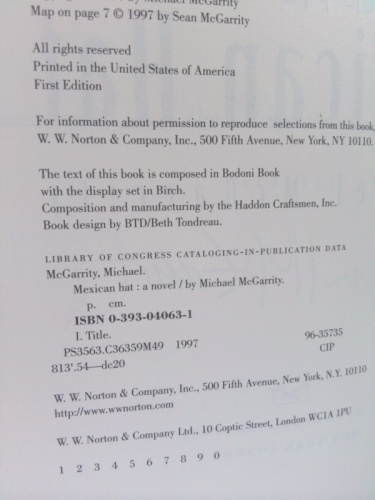 Michael McGarrity
Map on page 7 © 1997 by Sean McGarrity
All rights reserved
Printed in the United States of America
First Edition
For information about permission to reproduce selections from this book,
W. W. Norton & Company, Inc., 500 Fifth Avenue, New York, NY 10110.
The text of this book is composed in Bodoni Book
with the display set in Birch.
Composition and manufacturing by the Haddon Craftsmen, Inc.
Book design by BTD/Beth Tondreau.
LIBRARY OF CONGRESS CATALOGING-IN-PUBLICATION DATA
McGarrity, Michael.
Mexican hat : a novel / by Michael McGarrity.
p. cm.
ISBN 0-393-04063-1
I. Title.
PS3563.C36359M49 1997 96-35735
813'.54—dc20 CIP
W. W. Norton & Company, Inc., 500 Fifth Avenue, New York, N.Y. 10110
http://www.wwnorton.com
W. W. Norton & Company Ltd., 10 Coptic Street, London WC1A 1PU
1 2 3 4 5 6 7 8 9 0